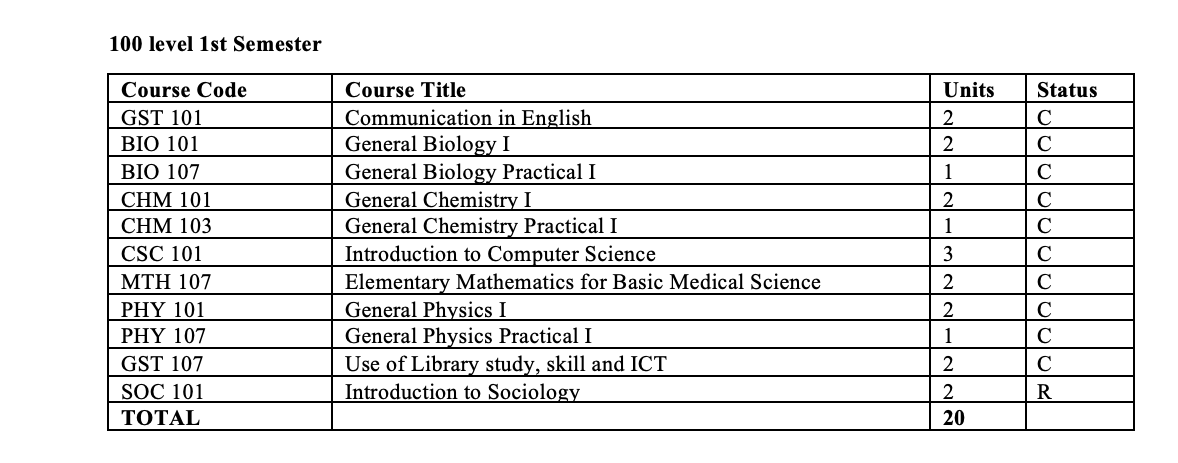 100 level 1st Semester
Course Code Course Title Units Status
GST 101 Communication in English 2 C
BIO 101 General Biology I 2 C
BIO 107 General Biology Practical I 1 C
CHM 101 General Chemistry I 2 C
CHM 103 General Chemistry Practical I 1 C
CSC 101 Introduction to Computer Science 3 C
MTH 107 Elementary Mathematics for Basic Medical Science 2 C
PHY 101 General Physics I 2 C
PHY 107 General Physics Practical I 1 C
GST 107 Use of Library study, skill and ICT 2 C
SOC 101 Introduction to Sociology 2 R
TOTAL 20